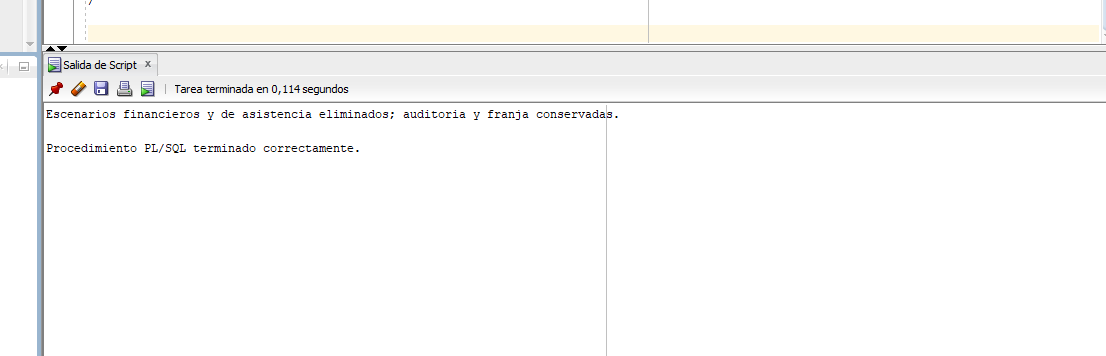 /
Salida de Script x
Tarea terminada en 0,114 segundos
Escenarios financieros y de asistencia eliminados; auditoria y franja conservadas.
Procedimiento PL/SQL terminado correctamente.